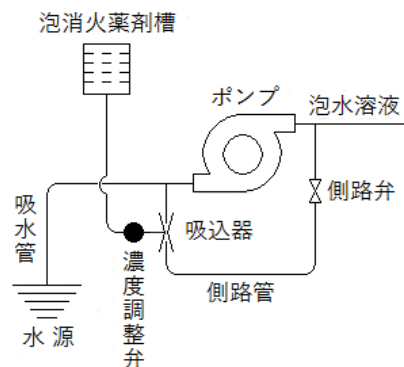 泡消火薬剤槽
ポンプ
泡水溶液
側路弁
吸込器
吸水管
側路管
濃度調整弁
水源